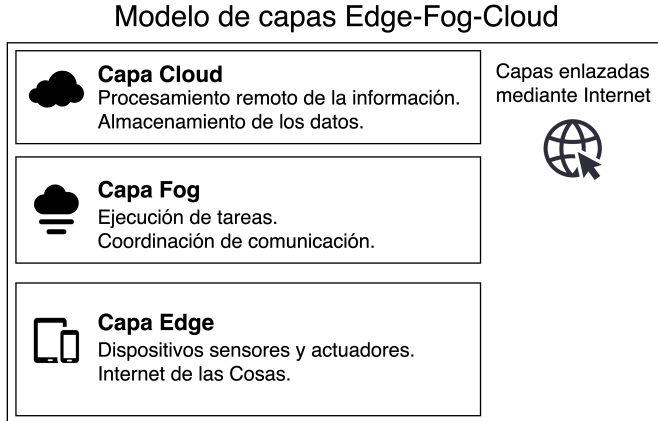 Modelo de capas Edge-Fog-Cloud
Capa Cloud
Procesamiento remoto de la información.
Almacenamiento de los datos.
Capas enlazadas
mediante Internet
Capa Fog
Ejecución de tareas.
Coordinación de comunicación.
Capa Edge
Dispositivos sensores y actuadores.
Internet de las Cosas.